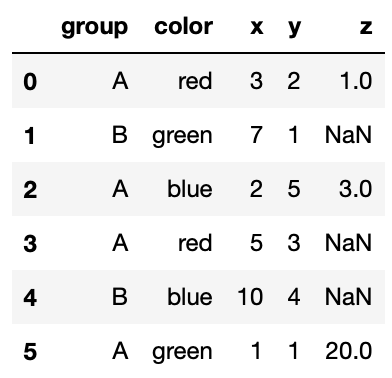 group color x y z
0 A red 3 2 1.0
1 B green 7 1 NaN
2 A blue 2 5 3.0
3 A red 5 3 NaN
4 B blue 10 4 NaN
5 A green 1 1 20.0